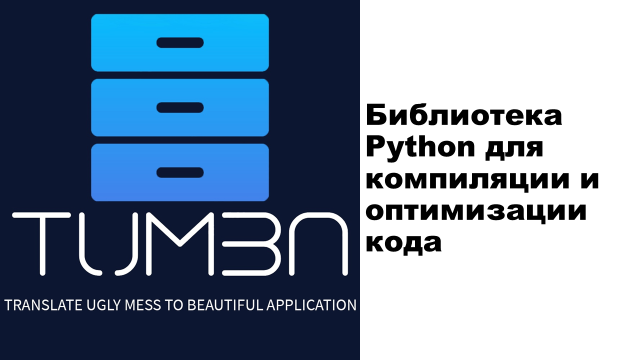 TUMBA
TRANSLATE UGLY MESS TO BEAUTIFUL APPLICATION
Библиотека
Python для
компиляции и
оптимизации
кода